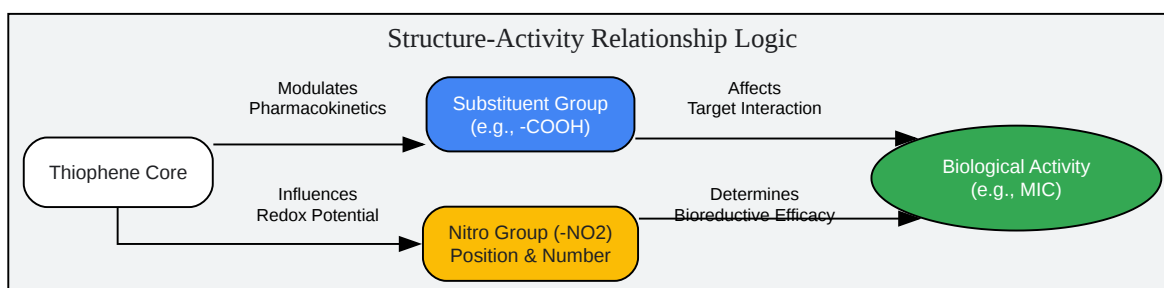 Structure-Activity Relationship Logic
Modulates
Pharmacokinetics
Substituent Group
(e.g., -COOH)
Affects
Target Interaction
Thiophene Core
Biological Activity
(e.g., MIC)
Influences
Redox Potential
Nitro Group (-NO2)
Position & Number
Determines
Bioreductive Efficacy